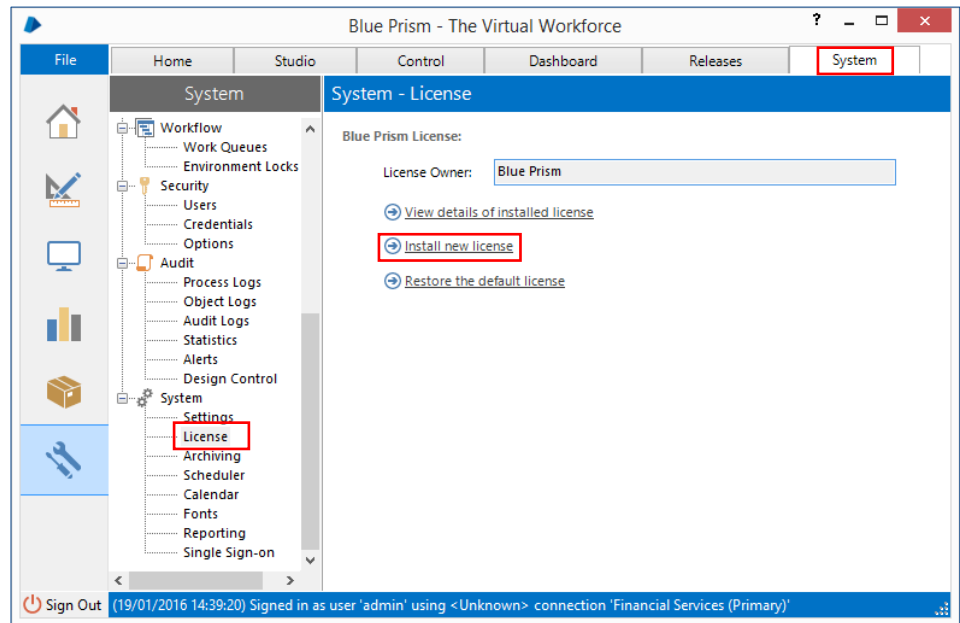 Blue Prism - The Virtual Workforce
?
File
Home
Studio
Control
Dashboard
Releases
System
System
System - License
Workflow
Work Queues
Environment Locks
Security
Users
Credentials
Options
Audit
Process Logs
Object Logs
Audit Logs
Statistics
Alerts
Design Control
System
Settings
License
Archiving
Scheduler
Calendar
Fonts
Reporting
Single Sign-on
Blue Prism License:
License Owner: Blue Prism
View details of installed license
Install new license
Restore the default license
Sign Out (19/01/2016 14:39:20) Signed in as user 'admin' using <Unknown> connection 'Financial Services (Primary)'